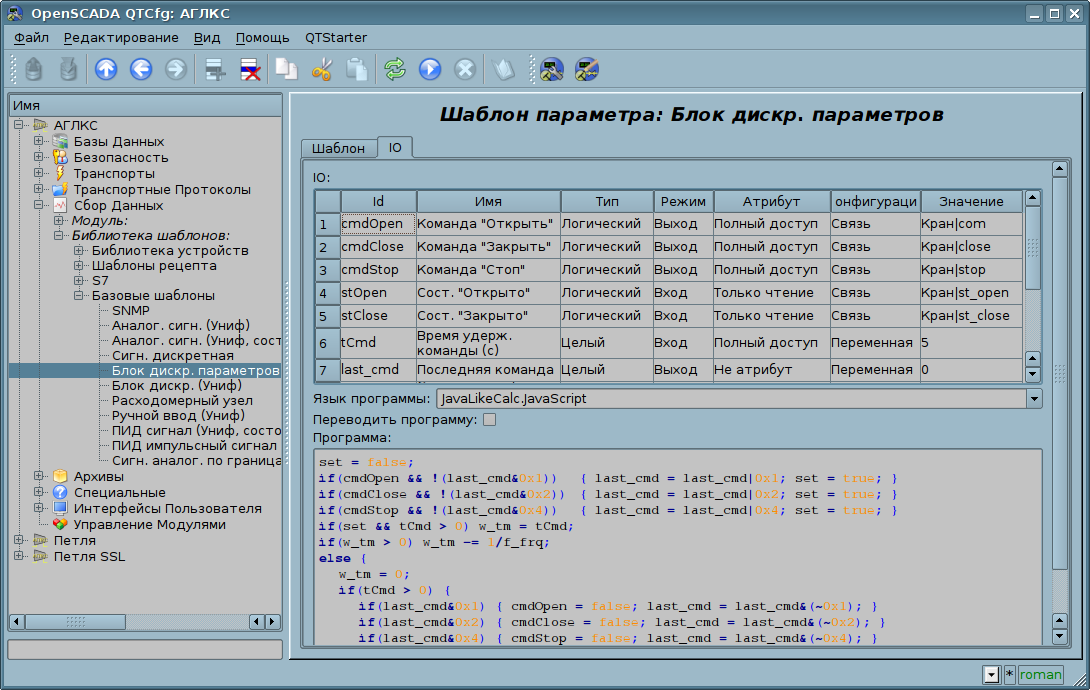 OpenSCADA QTCfg: АГЛКС
Файл Редактирование Вид Помощь QTStarter
Имя
АГЛКС
Базы Данных
Безопасность
Транспорты
Транспортные Протоколы
Сбор Данных
Модуль:
Библиотека шаблонов:
Библиотека устройств
Шаблоны рецепта
S7
Базовые шаблоны
SNMP
Аналог. сигн. (Униф)
Аналог. сигн. (Униф, сост
Сигн. дискретная
Блок дискр. параметров
Блок дискр. (Униф)
Расходомерный узел
Ручной ввод (Униф)
ПИД сигнал (Униф, состо
ПИД импульсный сигнал
Сигн. аналог. по граница
Архивы
Специальные
Интерфейсы Пользователя
Управление Модулями
Петля
Петля SSL
Шаблон параметра: Блок дискр. параметров
Шаблон IO
IO:
Id Имя Тип Режим Атрибут онфигураци Значение
1 cmdOpen Команда "Открыть" Логический Выход Полный доступ Связь Кран|com
2 cmdClose Команда "Закрыть" Логический Выход Полный доступ Связь Кран|close
3 cmdStop Команда "Стоп" Логический Выход Полный доступ Связь Кран|stop
4 stOpen Сост. "Открыто" Логический Вход Только чтение Связь Кран|st_open
5 stClose Сост. "Закрыто" Логический Вход Только чтение Связь Кран|st_close
6 tCmd Время удерж. команды (с) Целый Вход Полный доступ Переменная 5
7 last_cmd Последняя команда Целый Выход Не атрибут Переменная 0
Язык программы: JavaLikeCalc.JavaScript
Переводить программу:
Программа:
set = false;
if(cmdOpen && !(last_cmd&0x1)) { last_cmd = last_cmd|0x1; set = true; }
if(cmdClose && !(last_cmd&0x2)) { last_cmd = last_cmd|0x2; set = true; }
if(cmdStop && !(last_cmd&0x4)) { last_cmd = last_cmd|0x4; set = true; }
if(set && tCmd > 0) w_tm = tCmd;
if(w_tm > 0) w_tm -= 1/f_frq;
else {
w_tm = 0;
if(tCmd > 0) {
if(last_cmd&0x1) { cmdOpen = false; last_cmd = last_cmd&(~0x1); }
if(last_cmd&0x2) { cmdClose = false; last_cmd = last_cmd&(~0x2); }
if(last_cmd&0x4) { cmdStop = false; last_cmd = last_cmd&(~0x4); }
* roman